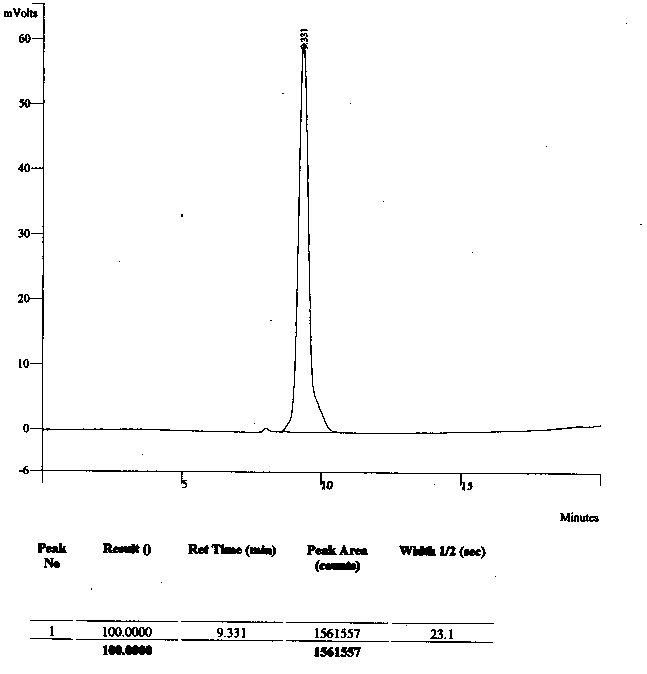 mVolts
9.331
60
50
40
30
20
10
0
-6
5
10
15
Minutes
Peak Result () Ret Time (min) Peak Area Width 1/2 (sec)
No (counts)
1 100.0000 9.331 1561557 23.1
100.0000 1561557